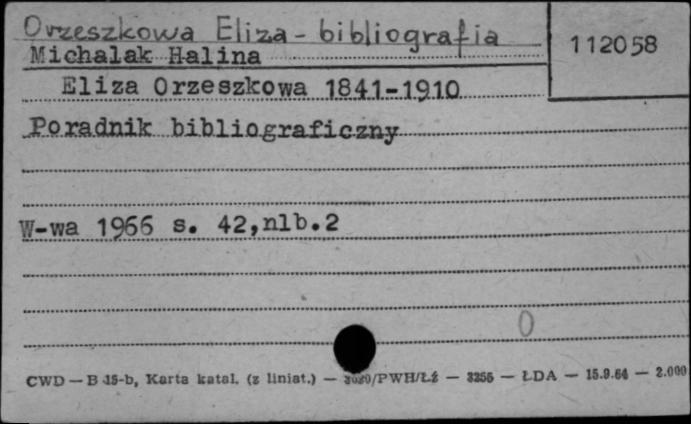 Orzeszkowa Eliza - bibliografia
112058
Michalak Halina
Eliza Orzeszkowa 1841-1910
Poradnik bibliograficzny
W-wa 1966 s. 42,nlb.2
0
CWD — B 15-b, Karta katal. (z liniat.) — /PWH/Łź — 3256 — ŁDA — 15.9.64 — 2.000